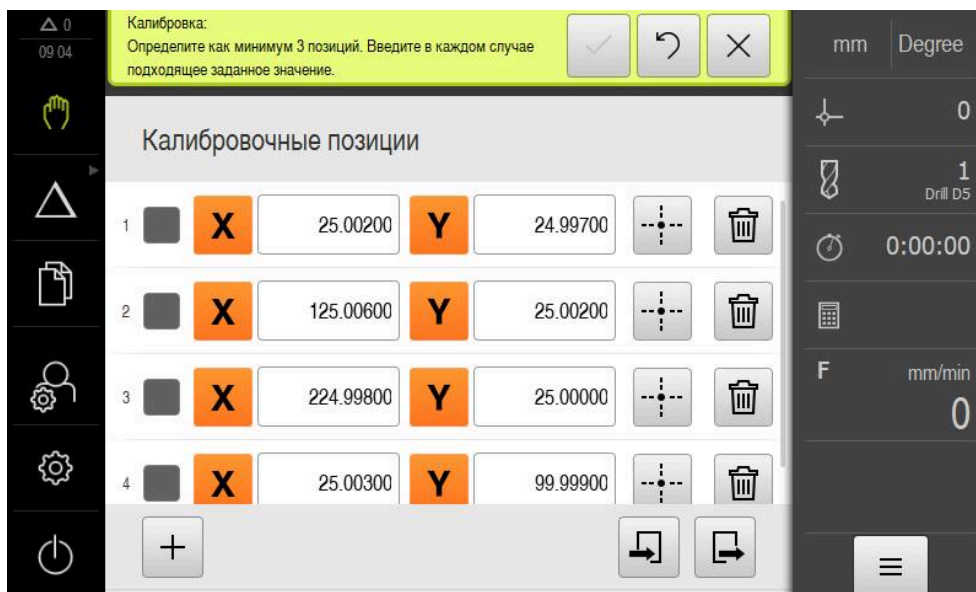 0
09 04
Калибровка:
Определите как минимум 3 позиций. Введите в каждом случае
подходящее заданное значение.
mm Degree
Калибровочные позиции
0
1 X 25.00200 Y 24.99700
1
Drill D5
0:00:00
2 X 125.00600 Y 25.00200
3 X 224.99800 Y 25.00000
F mm/min
0
4 X 25.00300 Y 99.99900